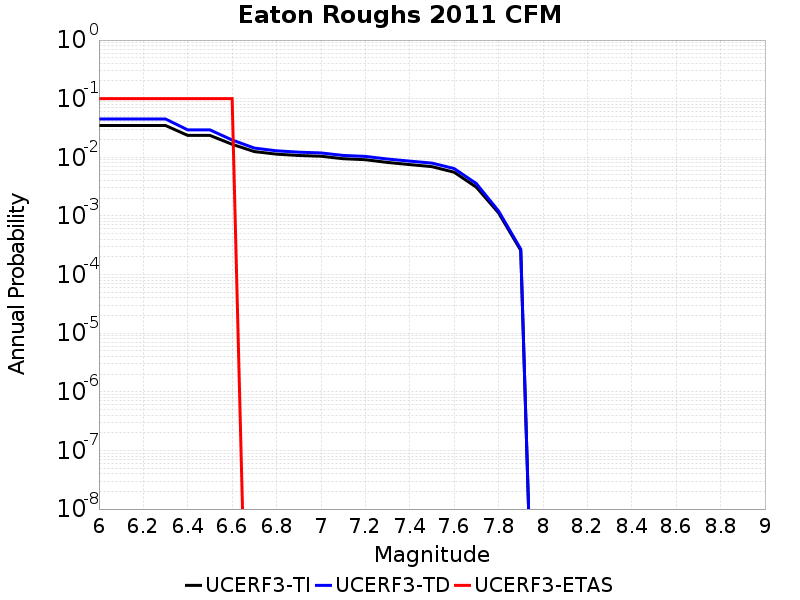 Eaton Roughs 2011 CFM
10^0
10^-1
10^-2
10^-3
10^-4
10^-5
10^-6
10^-7
10^-8
Annual Probability
6 6.2 6.4 6.6 6.8 7 7.2 7.4 7.6 7.8 8 8.2 8.4 8.6 8.8 9
Magnitude
UCERF3-TI UCERF3-TD UCERF3-ETAS